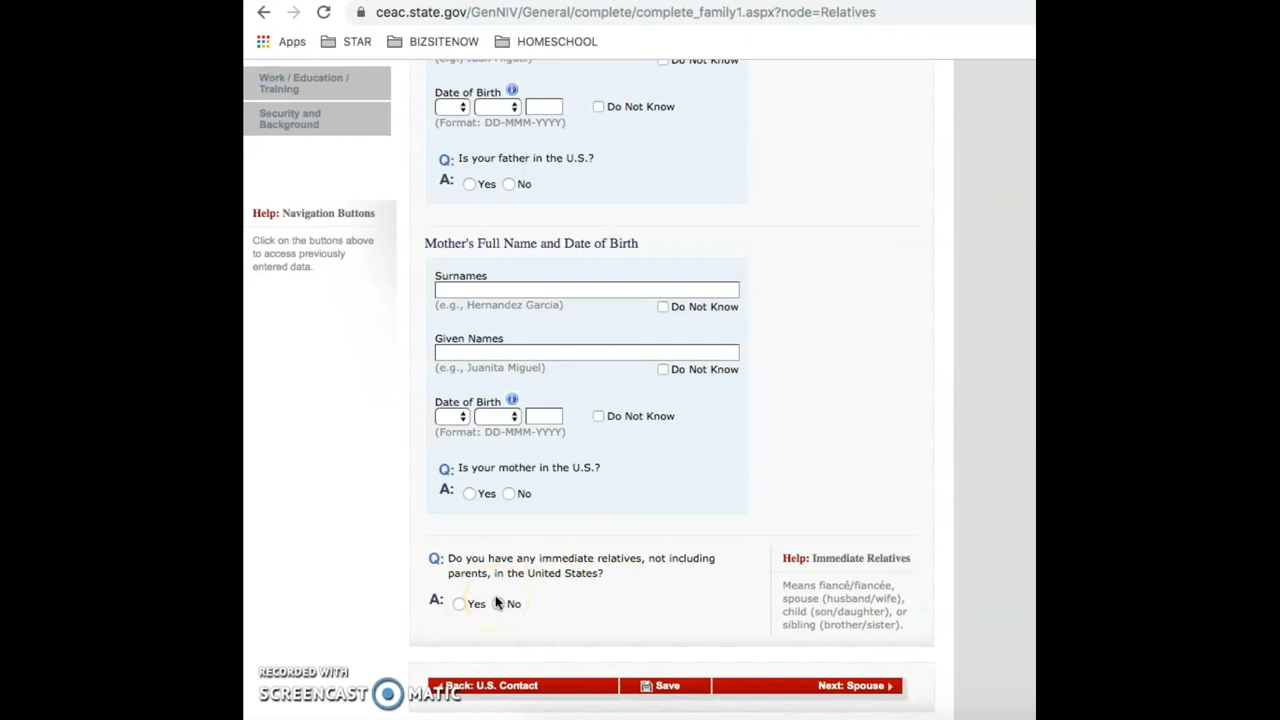 ceac.state.gov/GenNIV/General/complete/complete_family1.aspx?node=Relatives
Apps STAR BIZSITENOW HOMESCHOOL
Work / Education /
Training
Security and
Background
Help: Navigation Buttons
Click on the buttons above
to access previously
entered data.
(e.g., Juan Miguel) Do Not Know
Date of Birth
Do Not Know
(Format: DD-MMM-YYYY)
Q: Is your father in the U.S.?
A: Yes No
Mother's Full Name and Date of Birth
Surnames
(e.g., Hernandez Garcia) Do Not Know
Given Names
(e.g., Juanita Miguel) Do Not Know
Date of Birth
Do Not Know
(Format: DD-MMM-YYYY)
Q: Is your mother in the U.S.?
A: Yes No
Q: Do you have any immediate relatives, not including
parents, in the United States?
A: Yes No
Help: Immediate Relatives
Means fiancé/fiancée,
spouse (husband/wife),
child (son/daughter), or
sibling (brother/sister).
Back: U.S. Contact Save Next: Spouse
RECORDED WITH
SCREENCAST MATIC